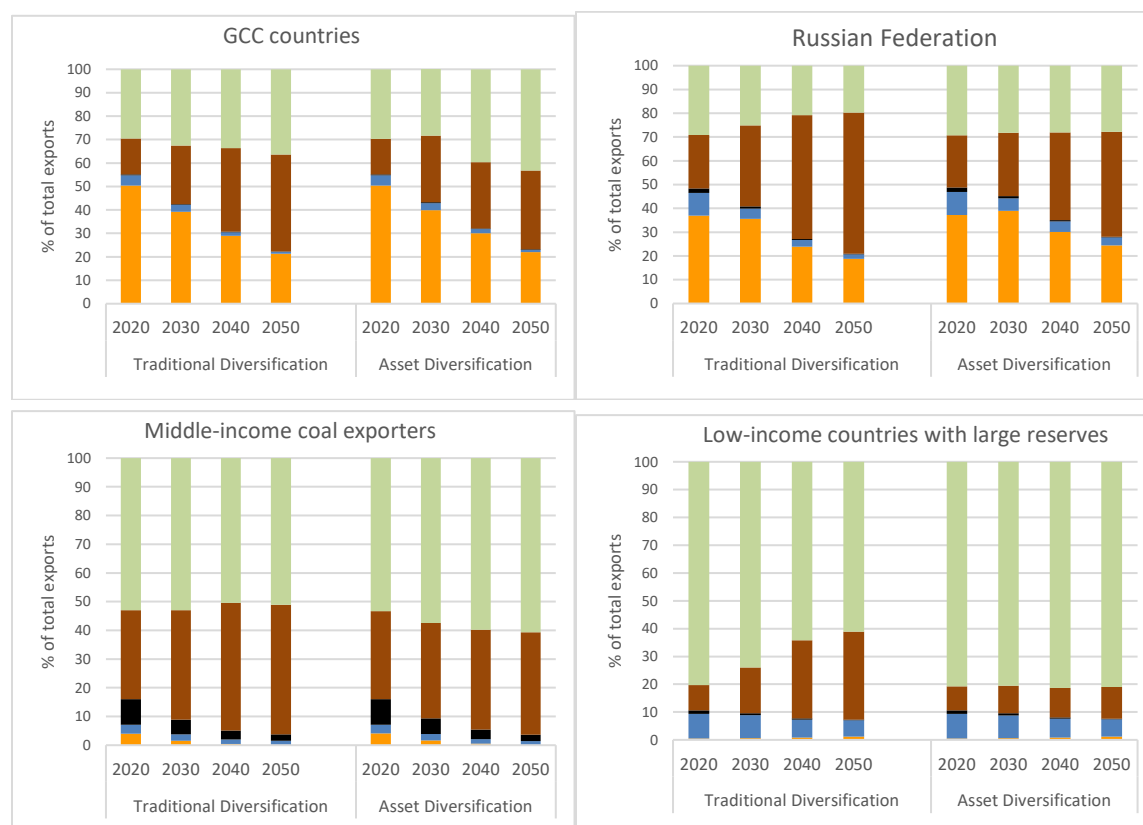 GCC countries
% of total exports
100
90
80
70
60
50
40
30
20
10
0
2020 2030 2040 2050 2020 2030 2040 2050
Traditional Diversification Asset Diversification
Russian Federation
% of total exports
100
90
80
70
60
50
40
30
20
10
0
2020 2030 2040 2050 2020 2030 2040 2050
Traditional Diversification Asset Diversification
Middle-income coal exporters
% of total exports
100
90
80
70
60
50
40
30
20
10
0
2020 2030 2040 2050 2020 2030 2040 2050
Traditional Diversification Asset Diversification
Low-income countries with large reserves
% of total exports
100
90
80
70
60
50
40
30
20
10
0
2020 2030 2040 2050 2020 2030 2040 2050
Traditional Diversification Asset Diversification